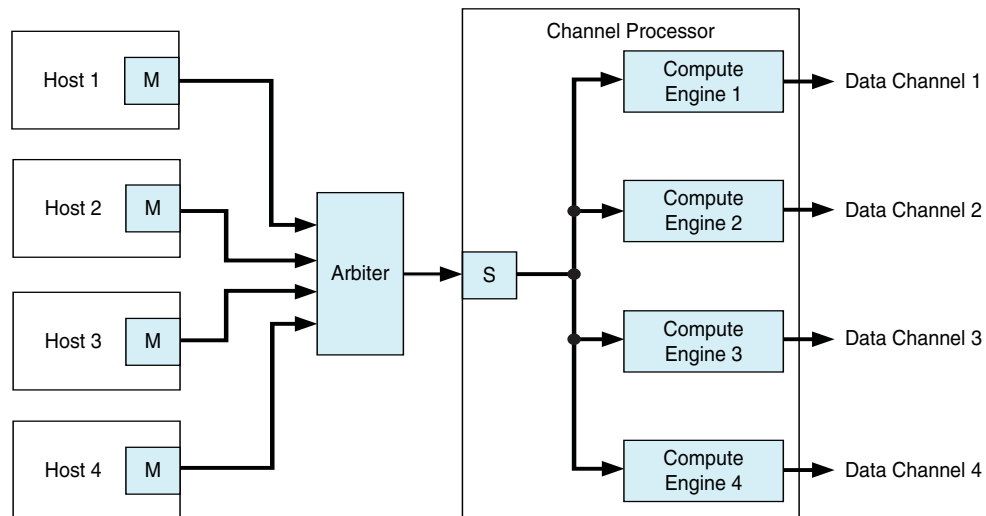 Channel Processor
Host 1
M
Compute
Engine 1
Data Channel 1
Host 2
M
Compute
Engine 2
Data Channel 2
Arbiter
S
Host 3
M
Compute
Engine 3
Data Channel 3
Host 4
M
Compute
Engine 4
Data Channel 4